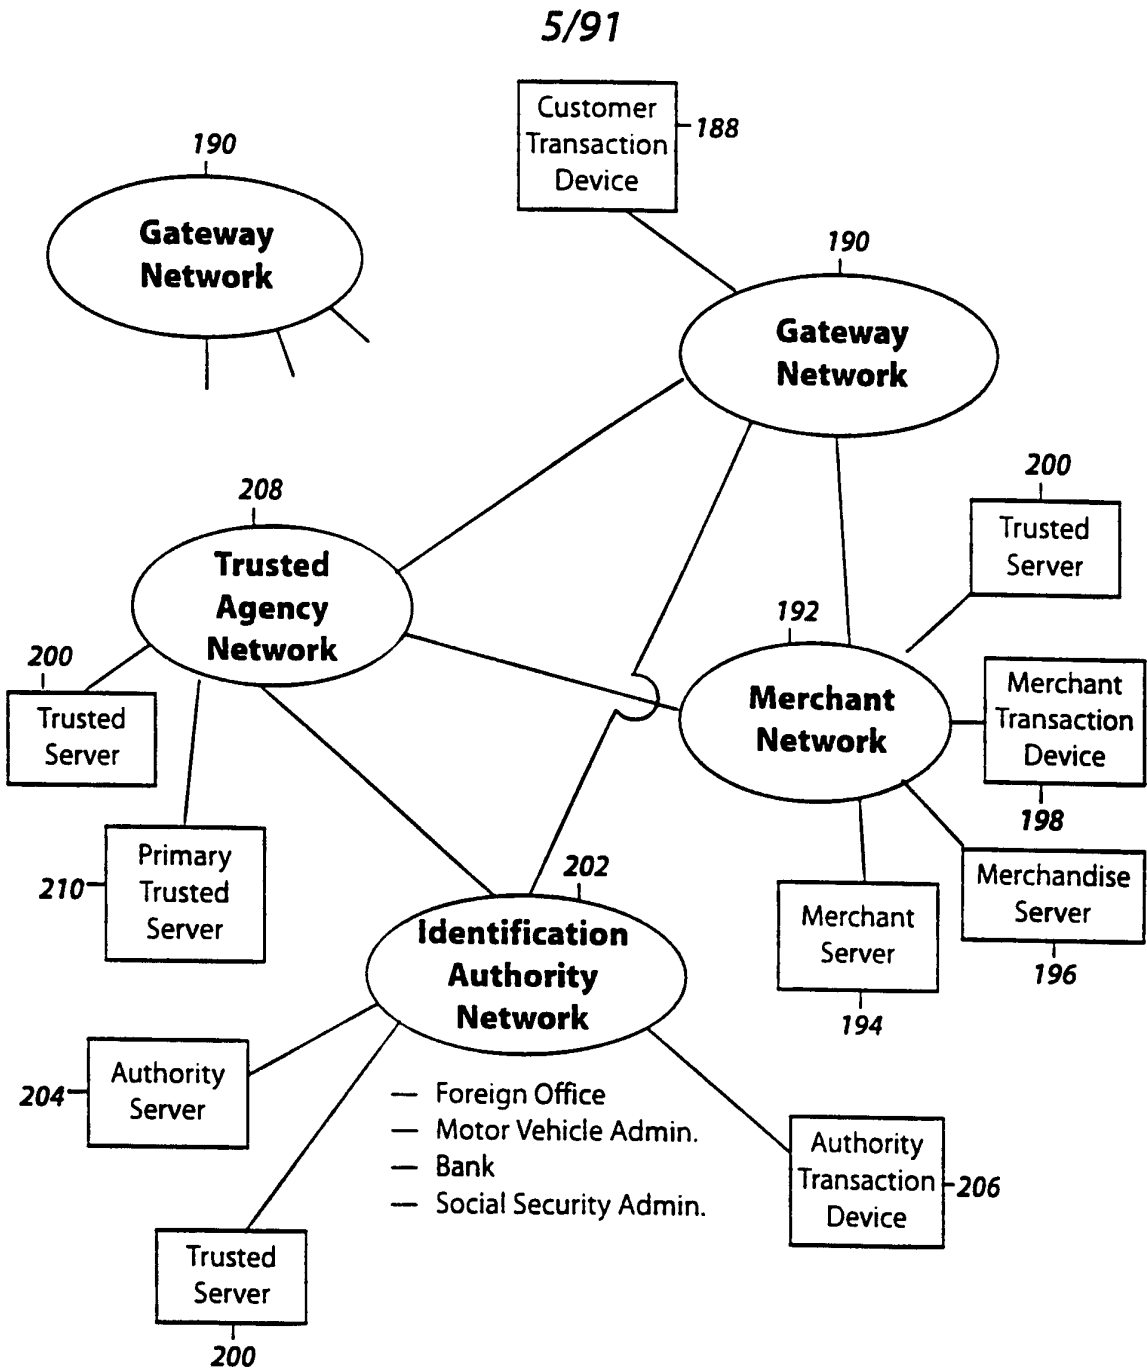 5/91
Customer
Transaction
Device
188
190
Gateway
Network
190
Gateway
Network
200
Trusted
Server
208
Trusted
Agency
Network
192
Merchant
Network
200
Trusted
Server
Merchant
Transaction
Device
198
210
Primary
Trusted
Server
202
Identification
Authority
Network
Merchant
Server
194
Merchandise
Server
196
204
Authority
Server
— Foreign Office
— Motor Vehicle Admin.
— Bank
— Social Security Admin.
Authority
Transaction
Device
206
Trusted
Server
200